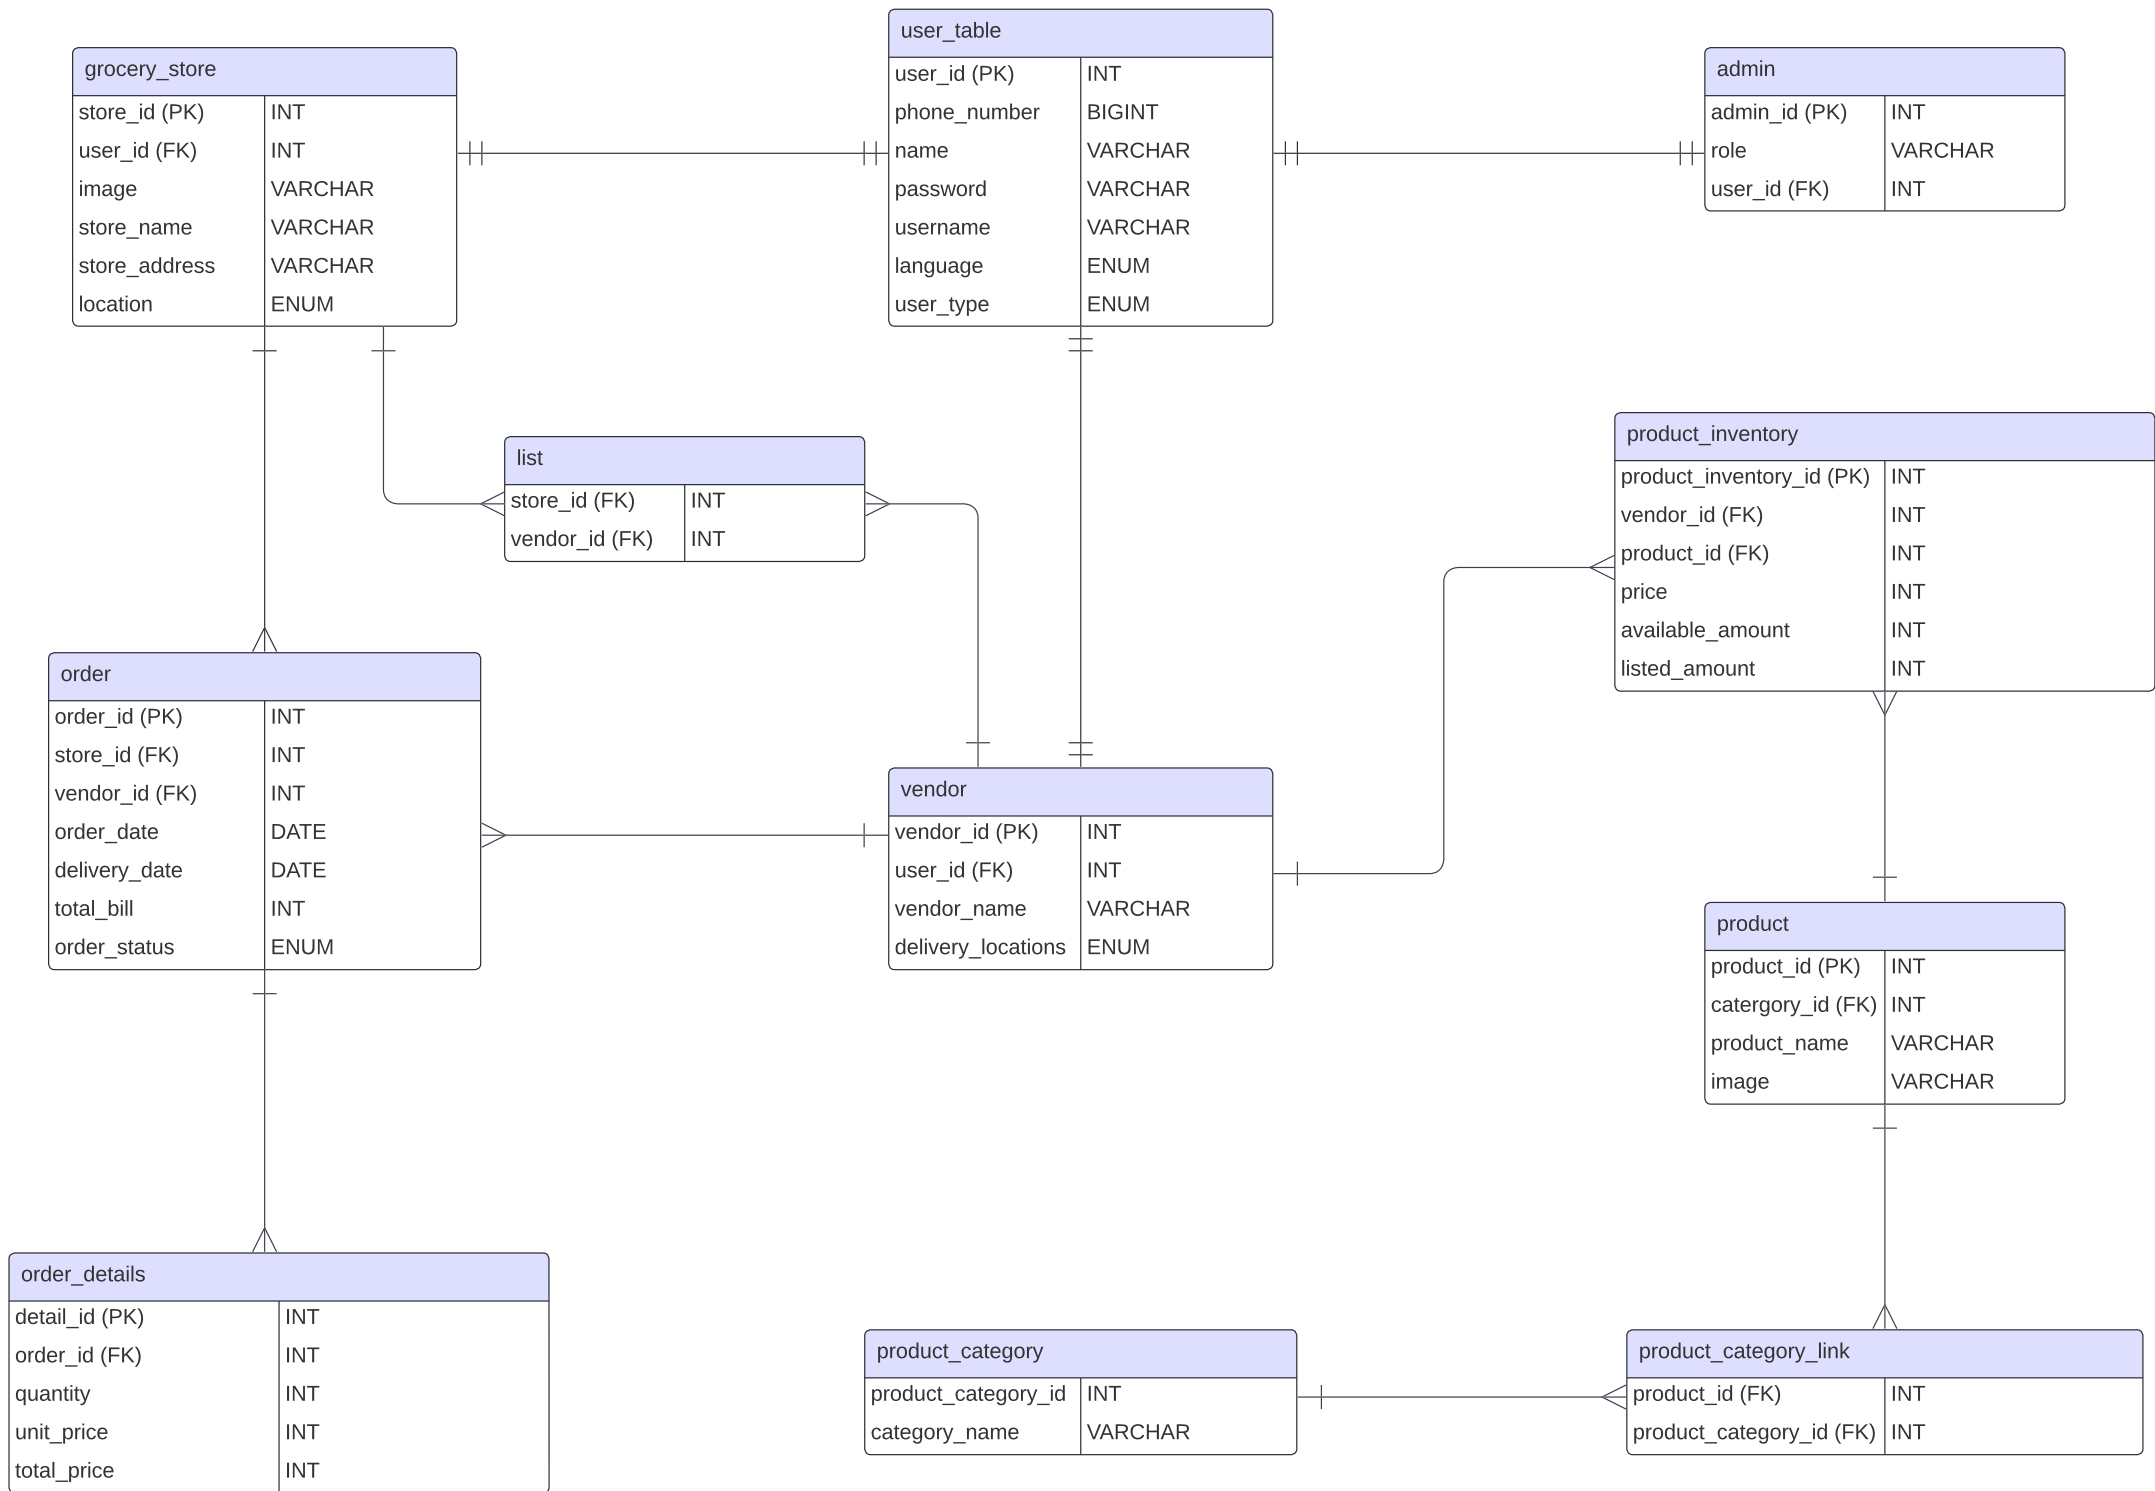 grocery_store
store_id (PK) INT
user_id (FK) INT
image VARCHAR
store_name VARCHAR
store_address VARCHAR
location ENUM
user_table
user_id (PK) INT
phone_number BIGINT
name VARCHAR
password VARCHAR
username VARCHAR
language ENUM
user_type ENUM
admin
admin_id (PK) INT
role VARCHAR
user_id (FK) INT
list
store_id (FK) INT
vendor_id (FK) INT
product_inventory
product_inventory_id (PK) INT
vendor_id (FK) INT
product_id (FK) INT
price INT
available_amount INT
listed_amount INT
order
order_id (PK) INT
store_id (FK) INT
vendor_id (FK) INT
order_date DATE
delivery_date DATE
total_bill INT
order_status ENUM
vendor
vendor_id (PK) INT
user_id (FK) INT
vendor_name VARCHAR
delivery_locations ENUM
product
product_id (PK) INT
catergory_id (FK) INT
product_name VARCHAR
image VARCHAR
order_details
detail_id (PK) INT
order_id (FK) INT
quantity INT
unit_price INT
total_price INT
product_category
product_category_id INT
category_name VARCHAR
product_category_link
product_id (FK) INT
product_category_id (FK) INT